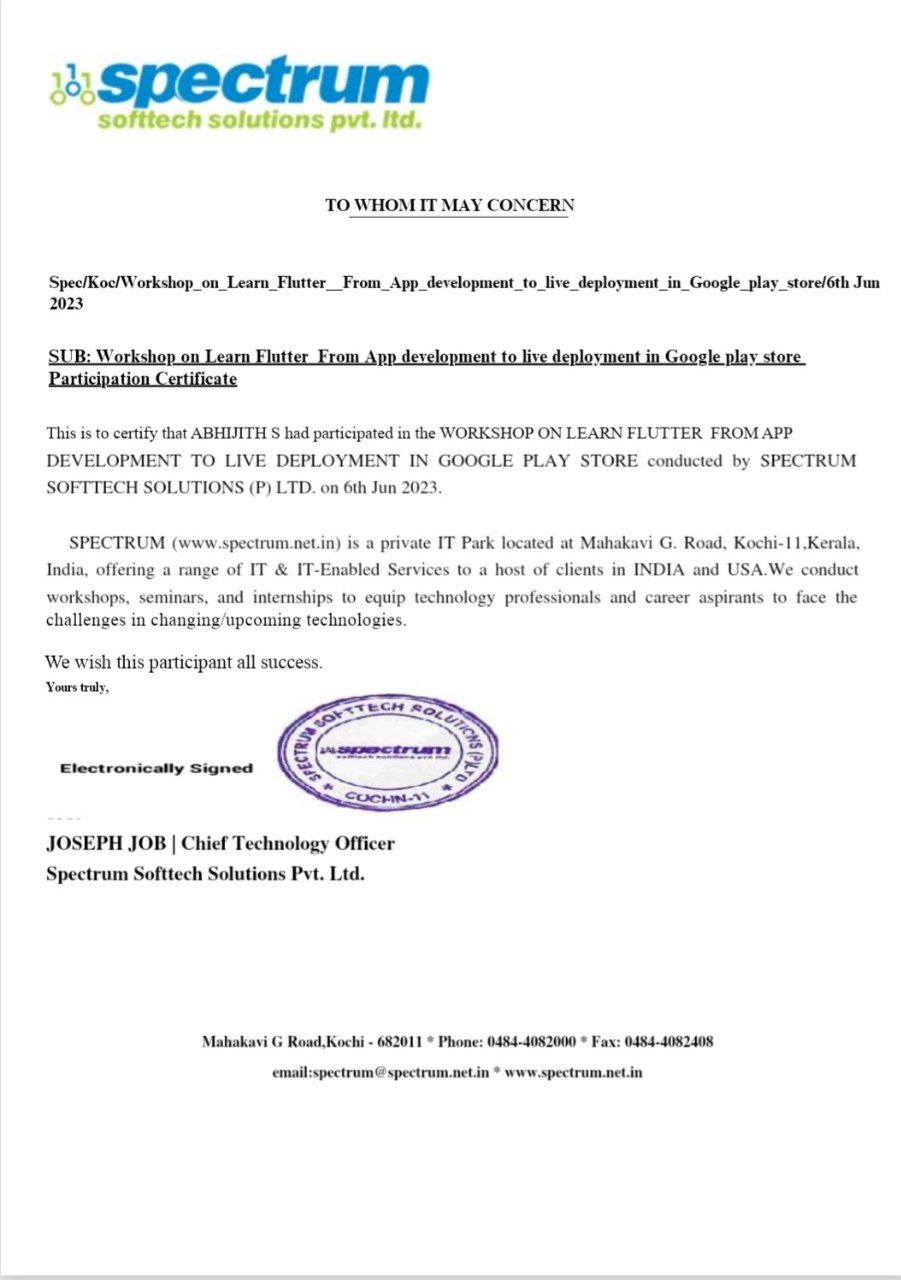 spectrum
softtech solutions pvt. ltd.
TO WHOM IT MAY CONCERN
Spec/Koc/Workshop_on_Learn_Flutter__From_App_development_to_live_deployment_in_Google_play_store/6th Jun
2023
SUB: Workshop on Learn Flutter From App development to live deployment in Google play store
Participation Certificate
This is to certify that ABHIJITH S had participated in the WORKSHOP ON LEARN FLUTTER FROM APP
DEVELOPMENT TO LIVE DEPLOYMENT IN GOOGLE PLAY STORE conducted by SPECTRUM
SOFTTECH SOLUTIONS (P) LTD. on 6th Jun 2023.
SPECTRUM (www.spectrum.net.in) is a private IT Park located at Mahakavi G. Road, Kochi-11,Kerala,
India, offering a range of IT & IT-Enabled Services to a host of clients in INDIA and USA.We conduct
workshops, seminars, and internships to equip technology professionals and career aspirants to face the
challenges in changing/upcoming technologies.
We wish this participant all success.
Yours truly,
Electronically Signed
SPECTRUM SOFTTECH SOLUTIONS (P) LTD
spectrum
softtech solutions pvt. ltd.
* COCHIN-11 *
JOSEPH JOB | Chief Technology Officer
Spectrum Softtech Solutions Pvt. Ltd.
Mahakavi G Road,Kochi - 682011 * Phone: 0484-4082000 * Fax: 0484-4082408
email:spectrum@spectrum.net.in * www.spectrum.net.in